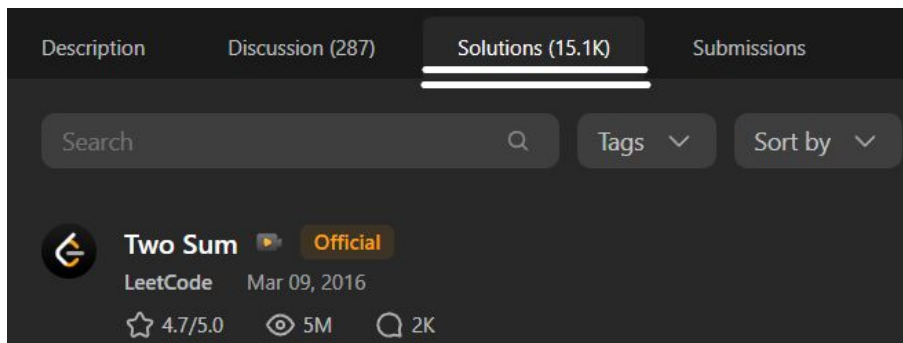 Description Discussion (287) Solutions (15.1K) Submissions
Search Tags Sort by
Two Sum Official
LeetCode Mar 09, 2016
4.7/5.0 5M 2K